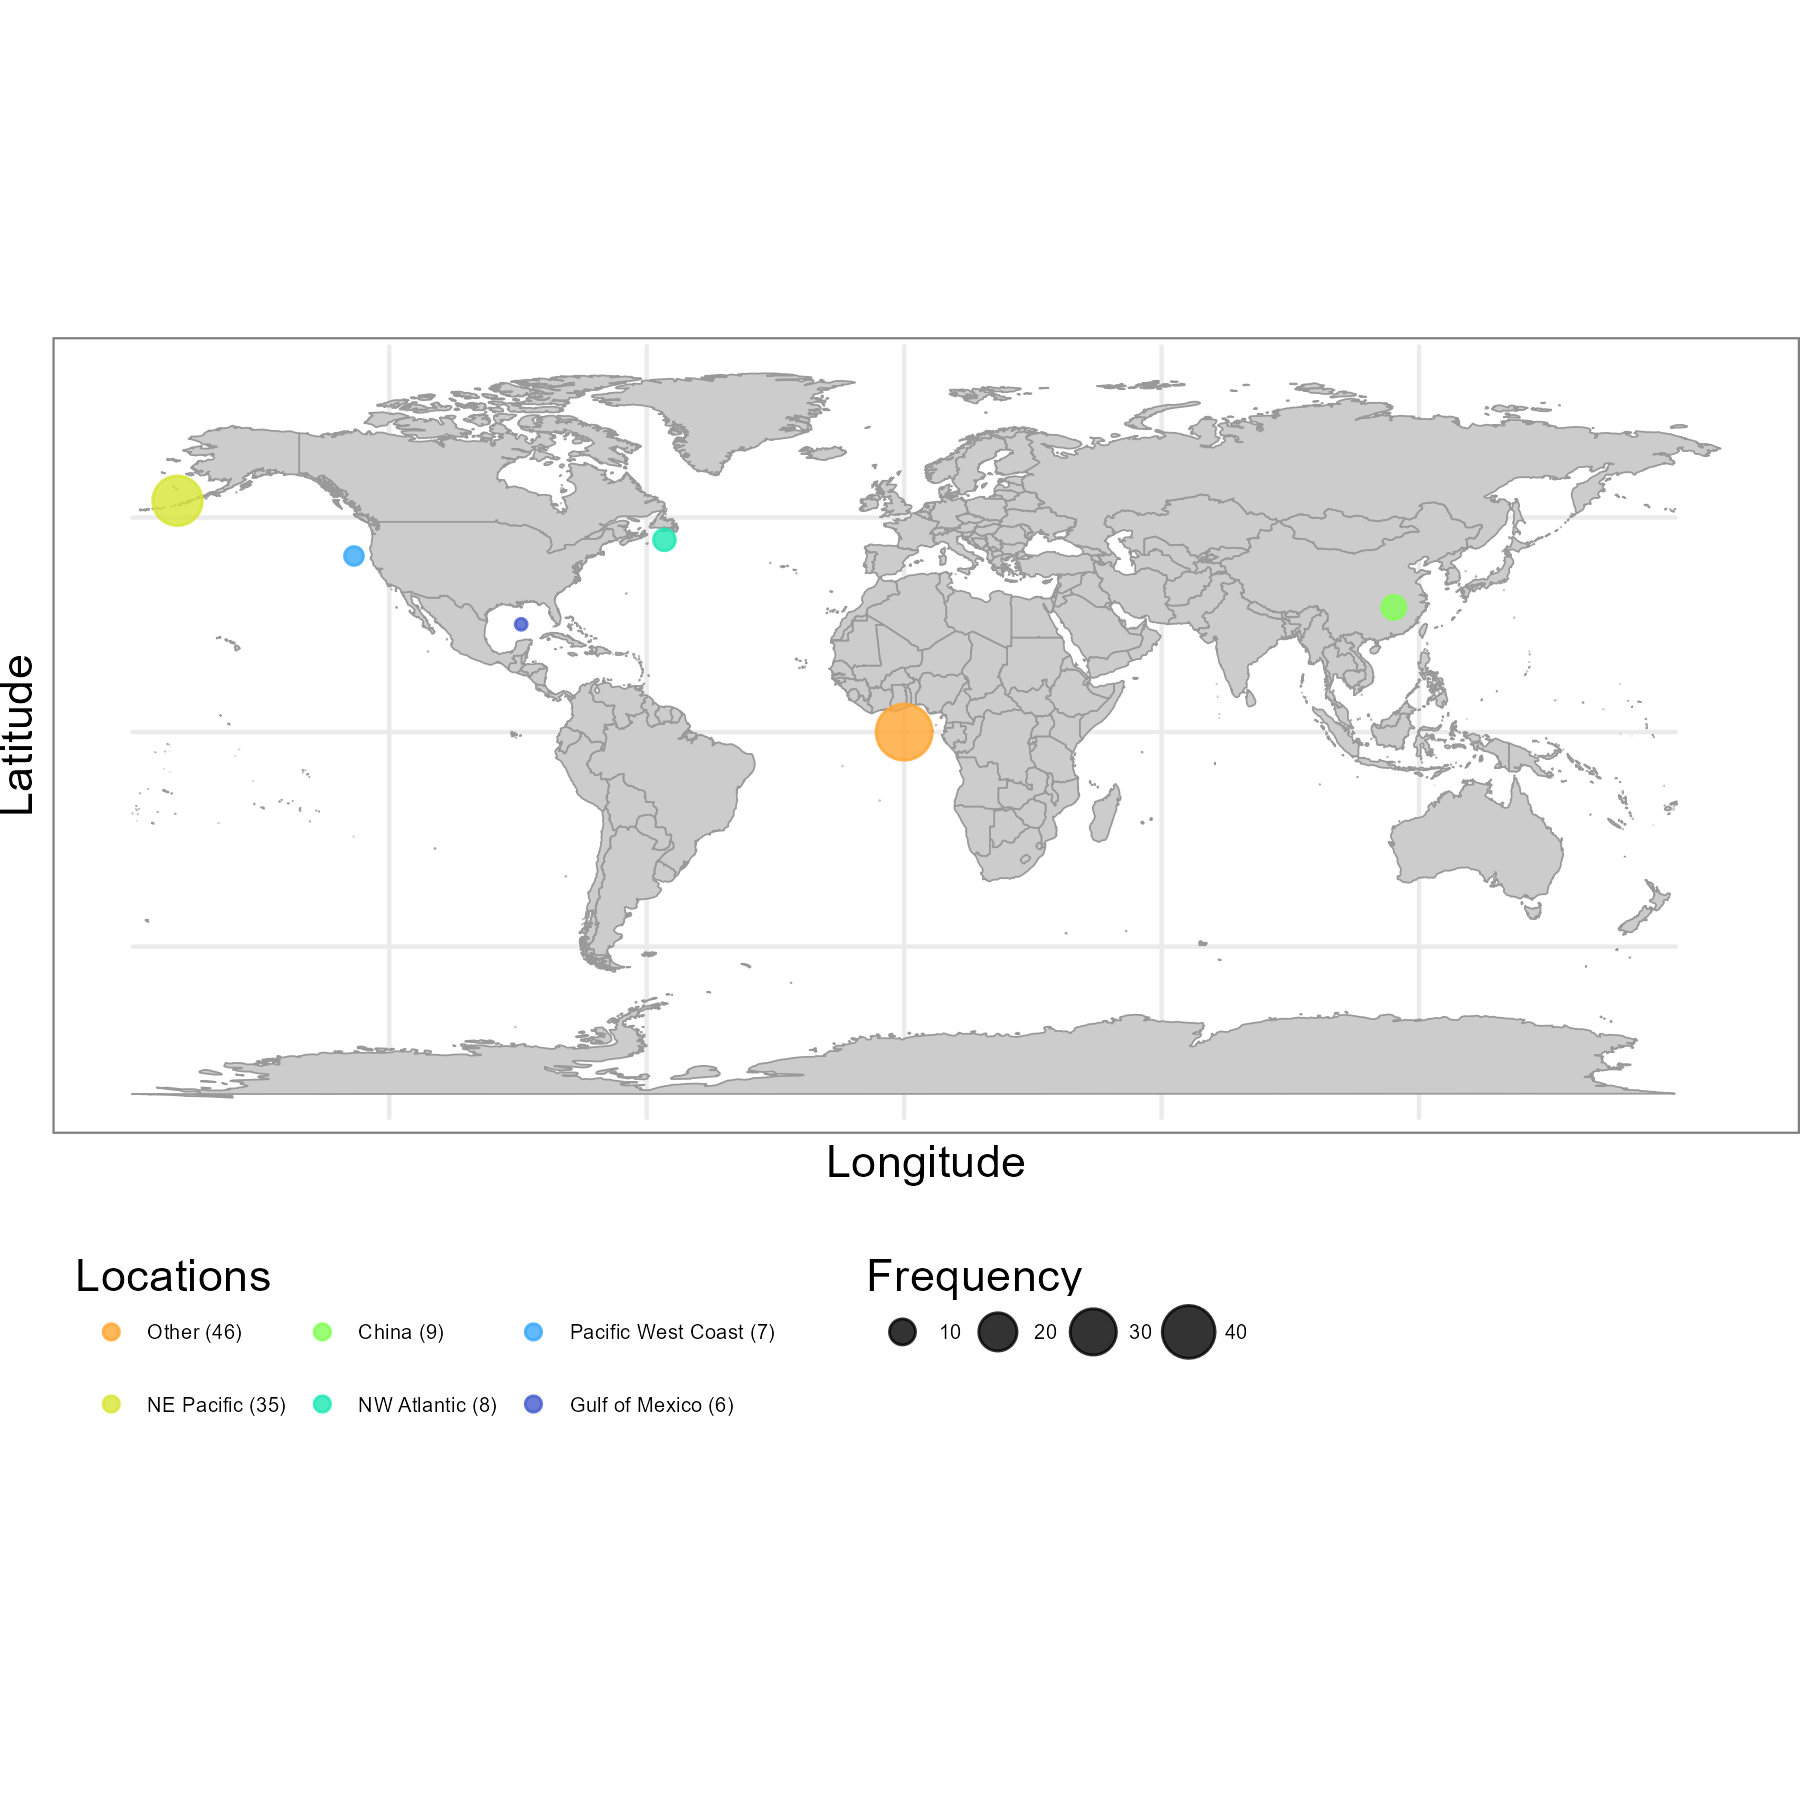 Latitude
Longitude
Locations
Frequency
Other (46)
China (9)
Pacific West Coast (7)
10
20
30
40
NE Pacific (35)
NW Atlantic (8)
Gulf of Mexico (6)